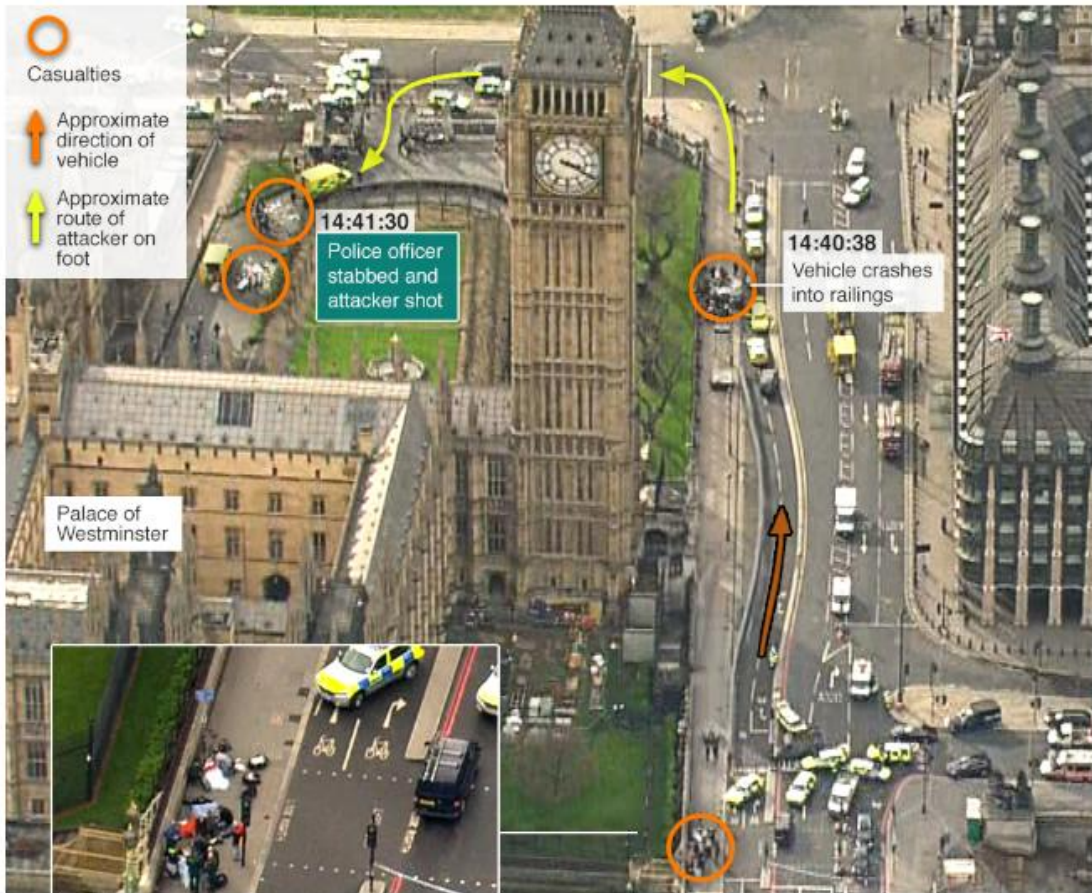 Casualties
Approximate
direction of
vehicle
Approximate
route of
attacker on
foot
14:41:30
Police officer
stabbed and
attacker shot
14:40:38
Vehicle crashes
into railings
Palace of
Westminster